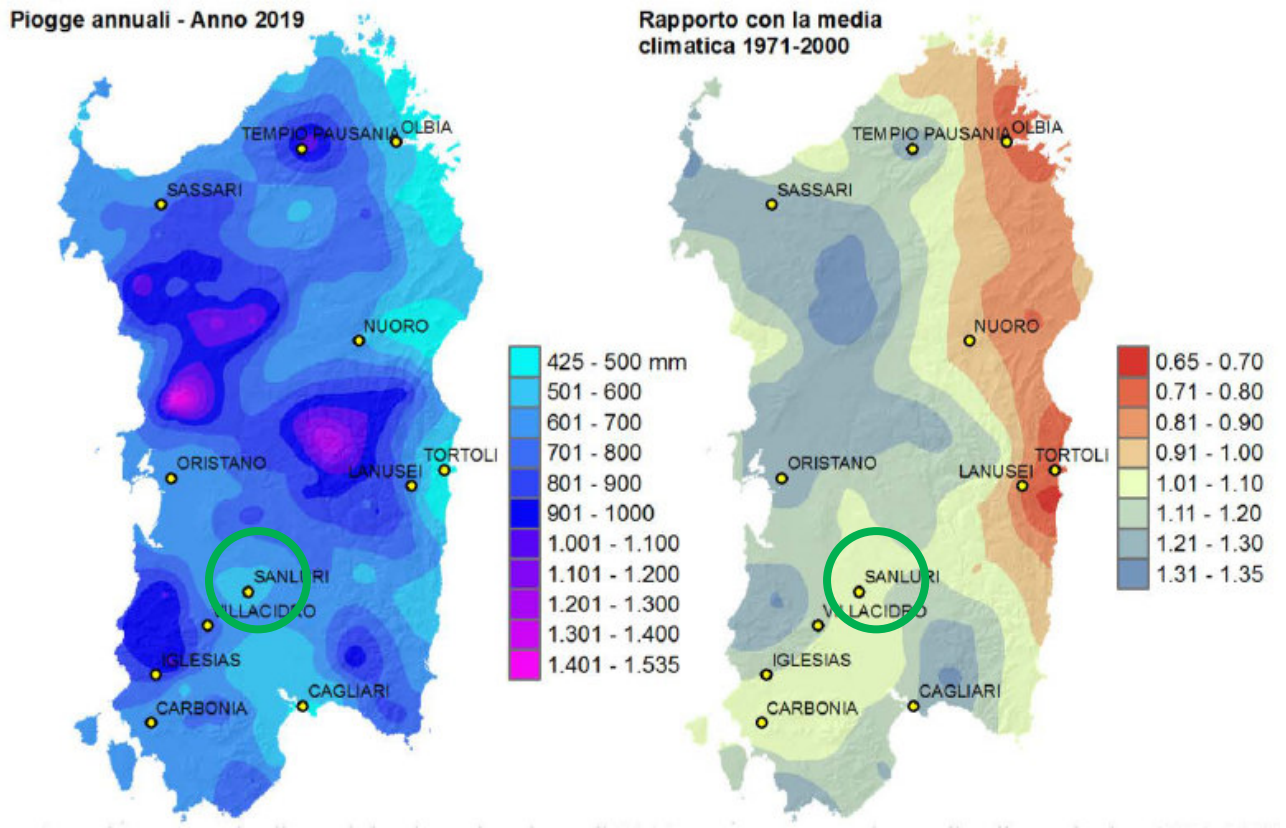 Piogge annuali - Anno 2019
TEMPIO PAUSANIA
OLBIA
SASSARI
NUORO
ORISTANO
TORTOLI
LANUSEI
SANLURI
VILLACIDRO
IGLESIAS
CAGLIARI
CARBONIA
425 - 500 mm
501 - 600
601 - 700
701 - 800
801 - 900
901 - 1000
1.001 - 1.100
1.101 - 1.200
1.201 - 1.300
1.301 - 1.400
1.401 - 1.535
Rapporto con la media
climatica 1971-2000
TEMPIO PAUSANIA
OLBIA
SASSARI
NUORO
ORISTANO
TORTOLI
LANUSEI
SANLURI
VILLACIDRO
IGLESIAS
CAGLIARI
CARBONIA
0.65 - 0.70
0.71 - 0.80
0.81 - 0.90
0.91 - 1.00
1.01 - 1.10
1.11 - 1.20
1.21 - 1.30
1.31 - 1.35